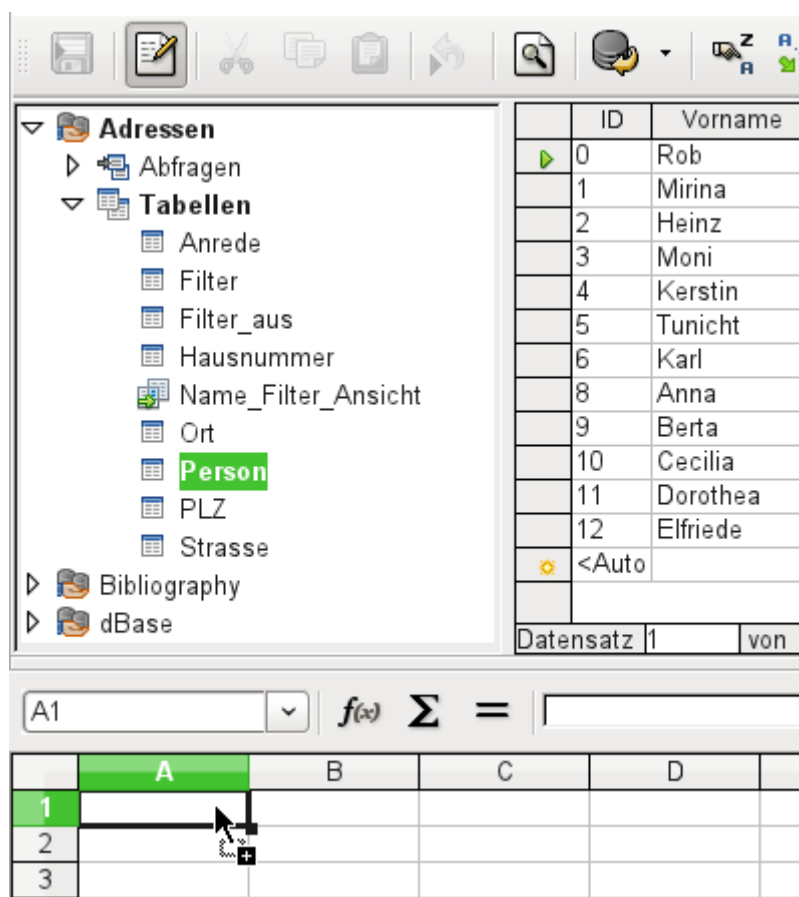 Z A
A
Adressen
Abfragen
Tabellen
Anrede
Filter
Filter_aus
Hausnummer
Name_Filter_Ansicht
Ort
Person
PLZ
Strasse
Bibliography
dBase
ID Vorname
0 Rob
1 Mirina
2 Heinz
3 Moni
4 Kerstin
5 Tunicht
6 Karl
8 Anna
9 Berta
10 Cecilia
11 Dorothea
12 Elfriede
<Auto
Datensatz 1 von
A1 f(x) Σ =
A B C D
1
2
3